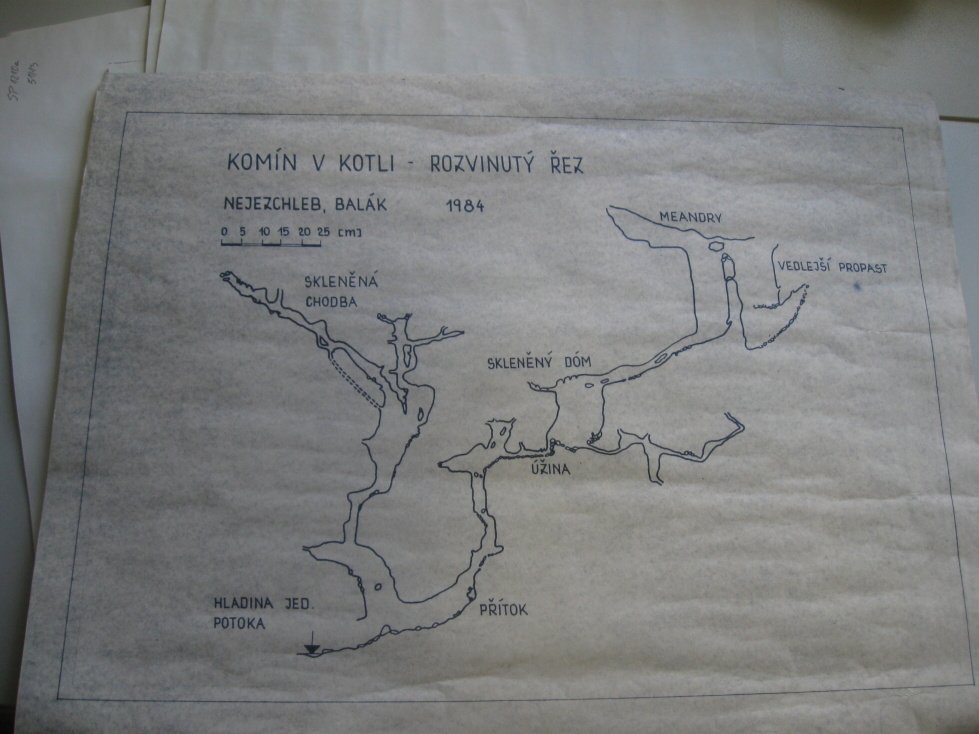 KOMÍN V KOTLI - ROZVINUTÝ ŘEZ
NEJEZCHLEB, BALÁK 1984
0 5 10 15 20 25 [m]
SKLENĚNÁ
CHODBA
MEANDRY
VEDLEJŠÍ PROPAST
SKLENĚNÝ DÓM
ÚŽINA
HLADINA JED.
POTOKA
PŘÍTOK